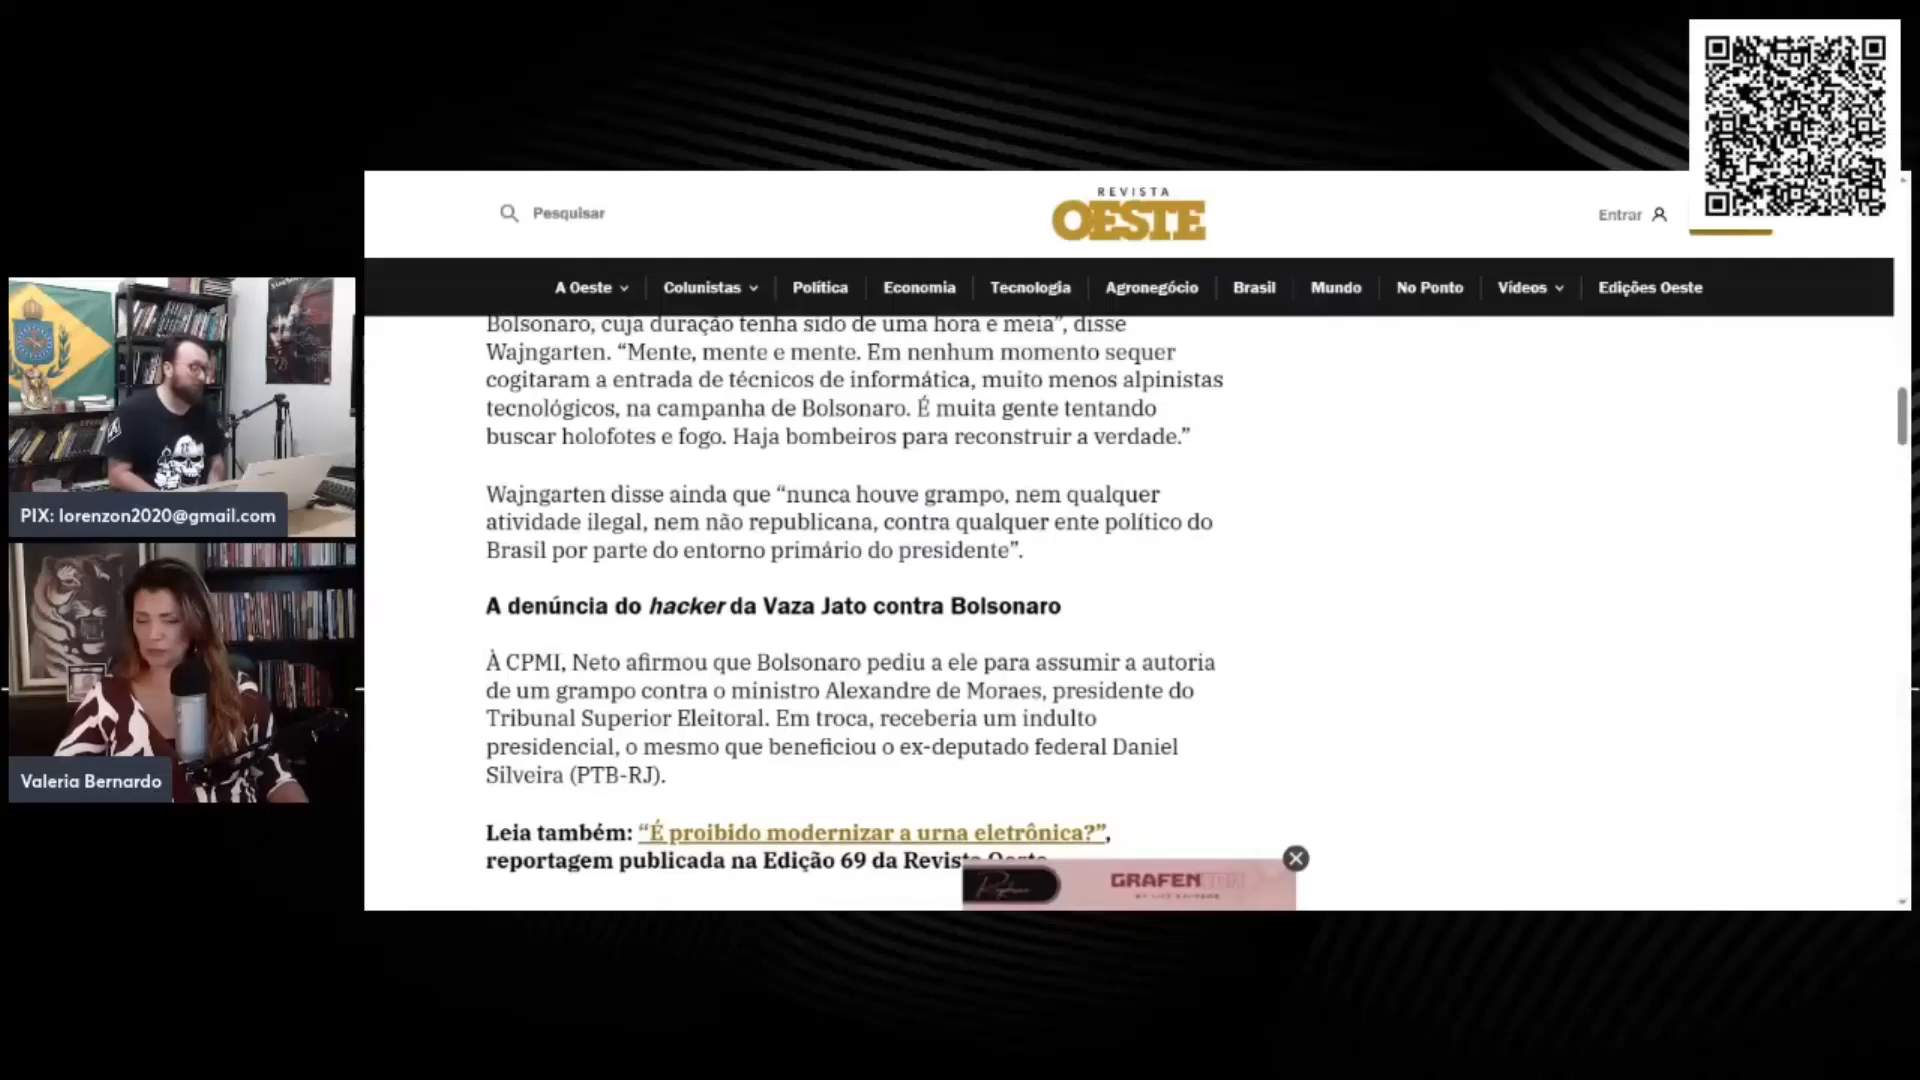 Pesquisar
REVISTA
OESTE
Entrar
A Oeste
Colunistas
Política
Economia
Tecnologia
Agronegócio
Brasil
Mundo
No Ponto
Vídeos
Edições Oeste
Bolsonaro, cuja duração tenha sido de uma hora e meia”, disse
Wajngarten. “Mente, mente e mente. Em nenhum momento sequer
cogitaram a entrada de técnicos de informática, muito menos alpinistas
tecnológicos, na campanha de Bolsonaro. É muita gente tentando
buscar holofotes e fogo. Haja bombeiros para reconstruir a verdade.”
Wajngarten disse ainda que “nunca houve grampo, nem qualquer
atividade ilegal, nem não republicana, contra qualquer ente político do
Brasil por parte do entorno primário do presidente”.
A denúncia do hacker da Vaza Jato contra Bolsonaro
À CPMI, Neto afirmou que Bolsonaro pediu a ele para assumir a autoria
de um grampo contra o ministro Alexandre de Moraes, presidente do
Tribunal Superior Eleitoral. Em troca, receberia um indulto
presidencial, o mesmo que beneficiou o ex-deputado federal Daniel
Silveira (PTB-RJ).
Leia também: “É proibido modernizar a urna eletrônica?”,
reportagem publicada na Edição 69 da Revista Oeste
GRAFEN
PIX: lorenzon2020@gmail.com
Valeria Bernardo